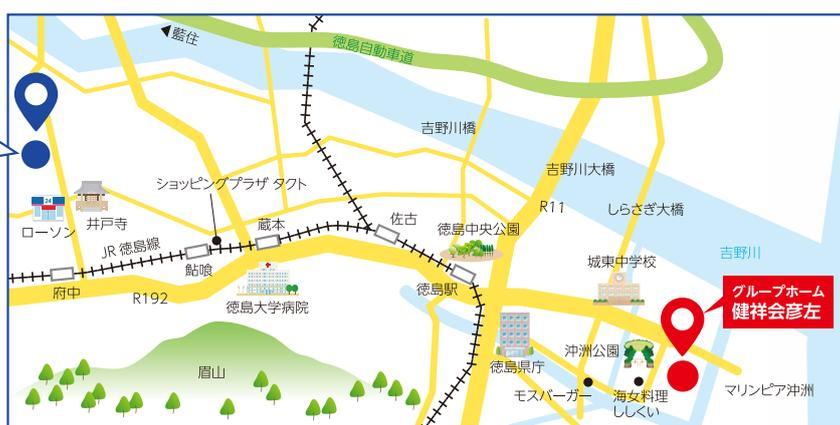 藍住
徳島自動車道
吉野川橋
吉野川大橋
ショッピングプラザ タクト
R11
しらさぎ大橋
24
ローソン
井戸寺
蔵本
佐古
徳島中央公園
吉野川
JR 徳島線
鮎喰
城東中学校
府中
R192
徳島大学病院
徳島駅
グループホーム
健祥会彦左
眉山
徳島県庁
沖洲公園
モスバーガー
海女料理
ししくい
マリンピア沖洲